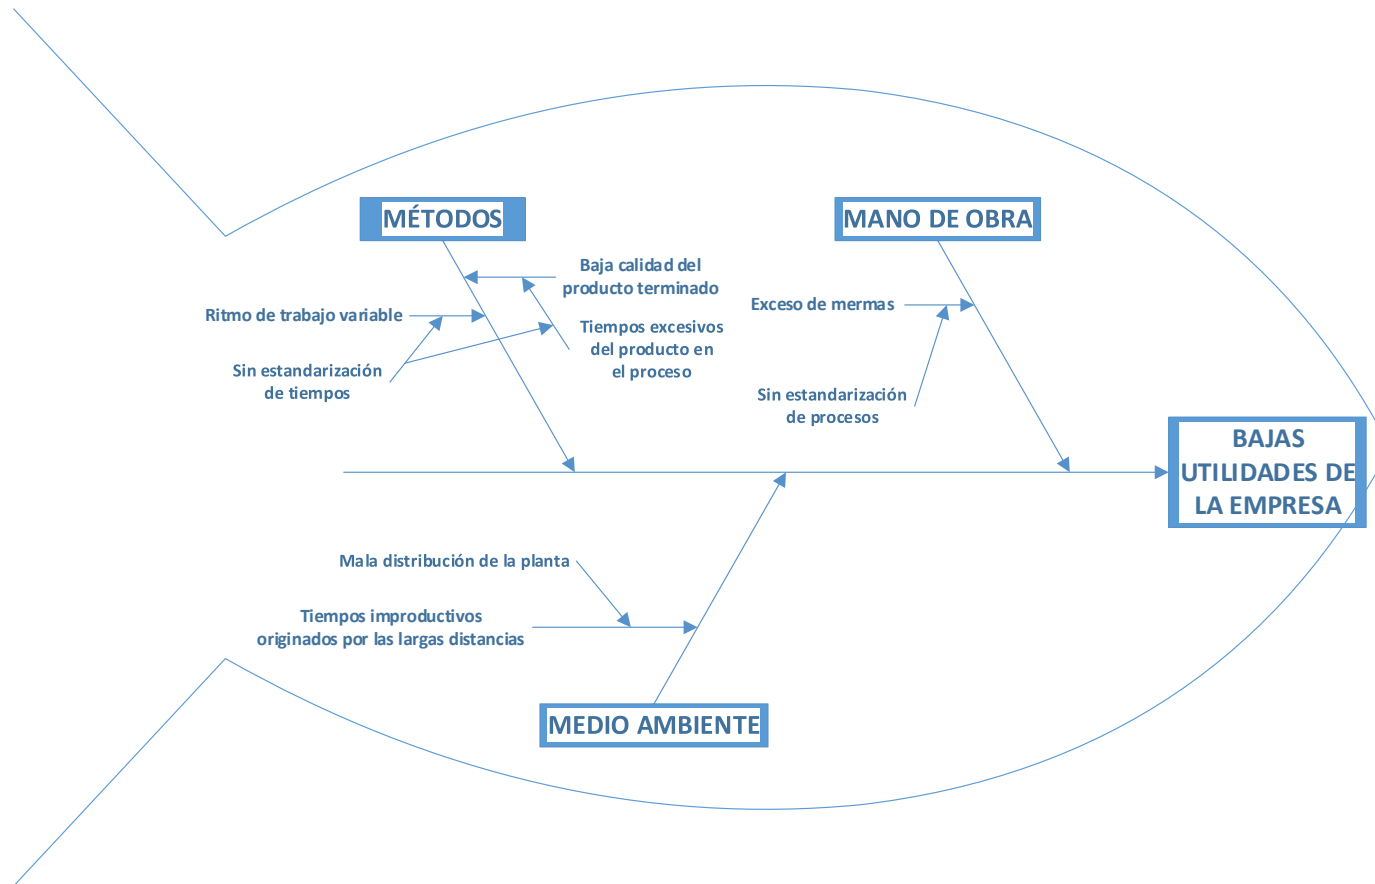 MÉTODOS
MANO DE OBRA
Baja calidad del
producto terminado
Ritmo de trabajo variable
Tiempos excesivos
del producto en
el proceso
Sin estandarización
de tiempos
Exceso de mermas
Sin estandarización
de procesos
BAJAS
UTILIDADES DE
LA EMPRESA
Mala distribución de la planta
Tiempos improductivos
originados por las largas distancias
MEDIO AMBIENTE